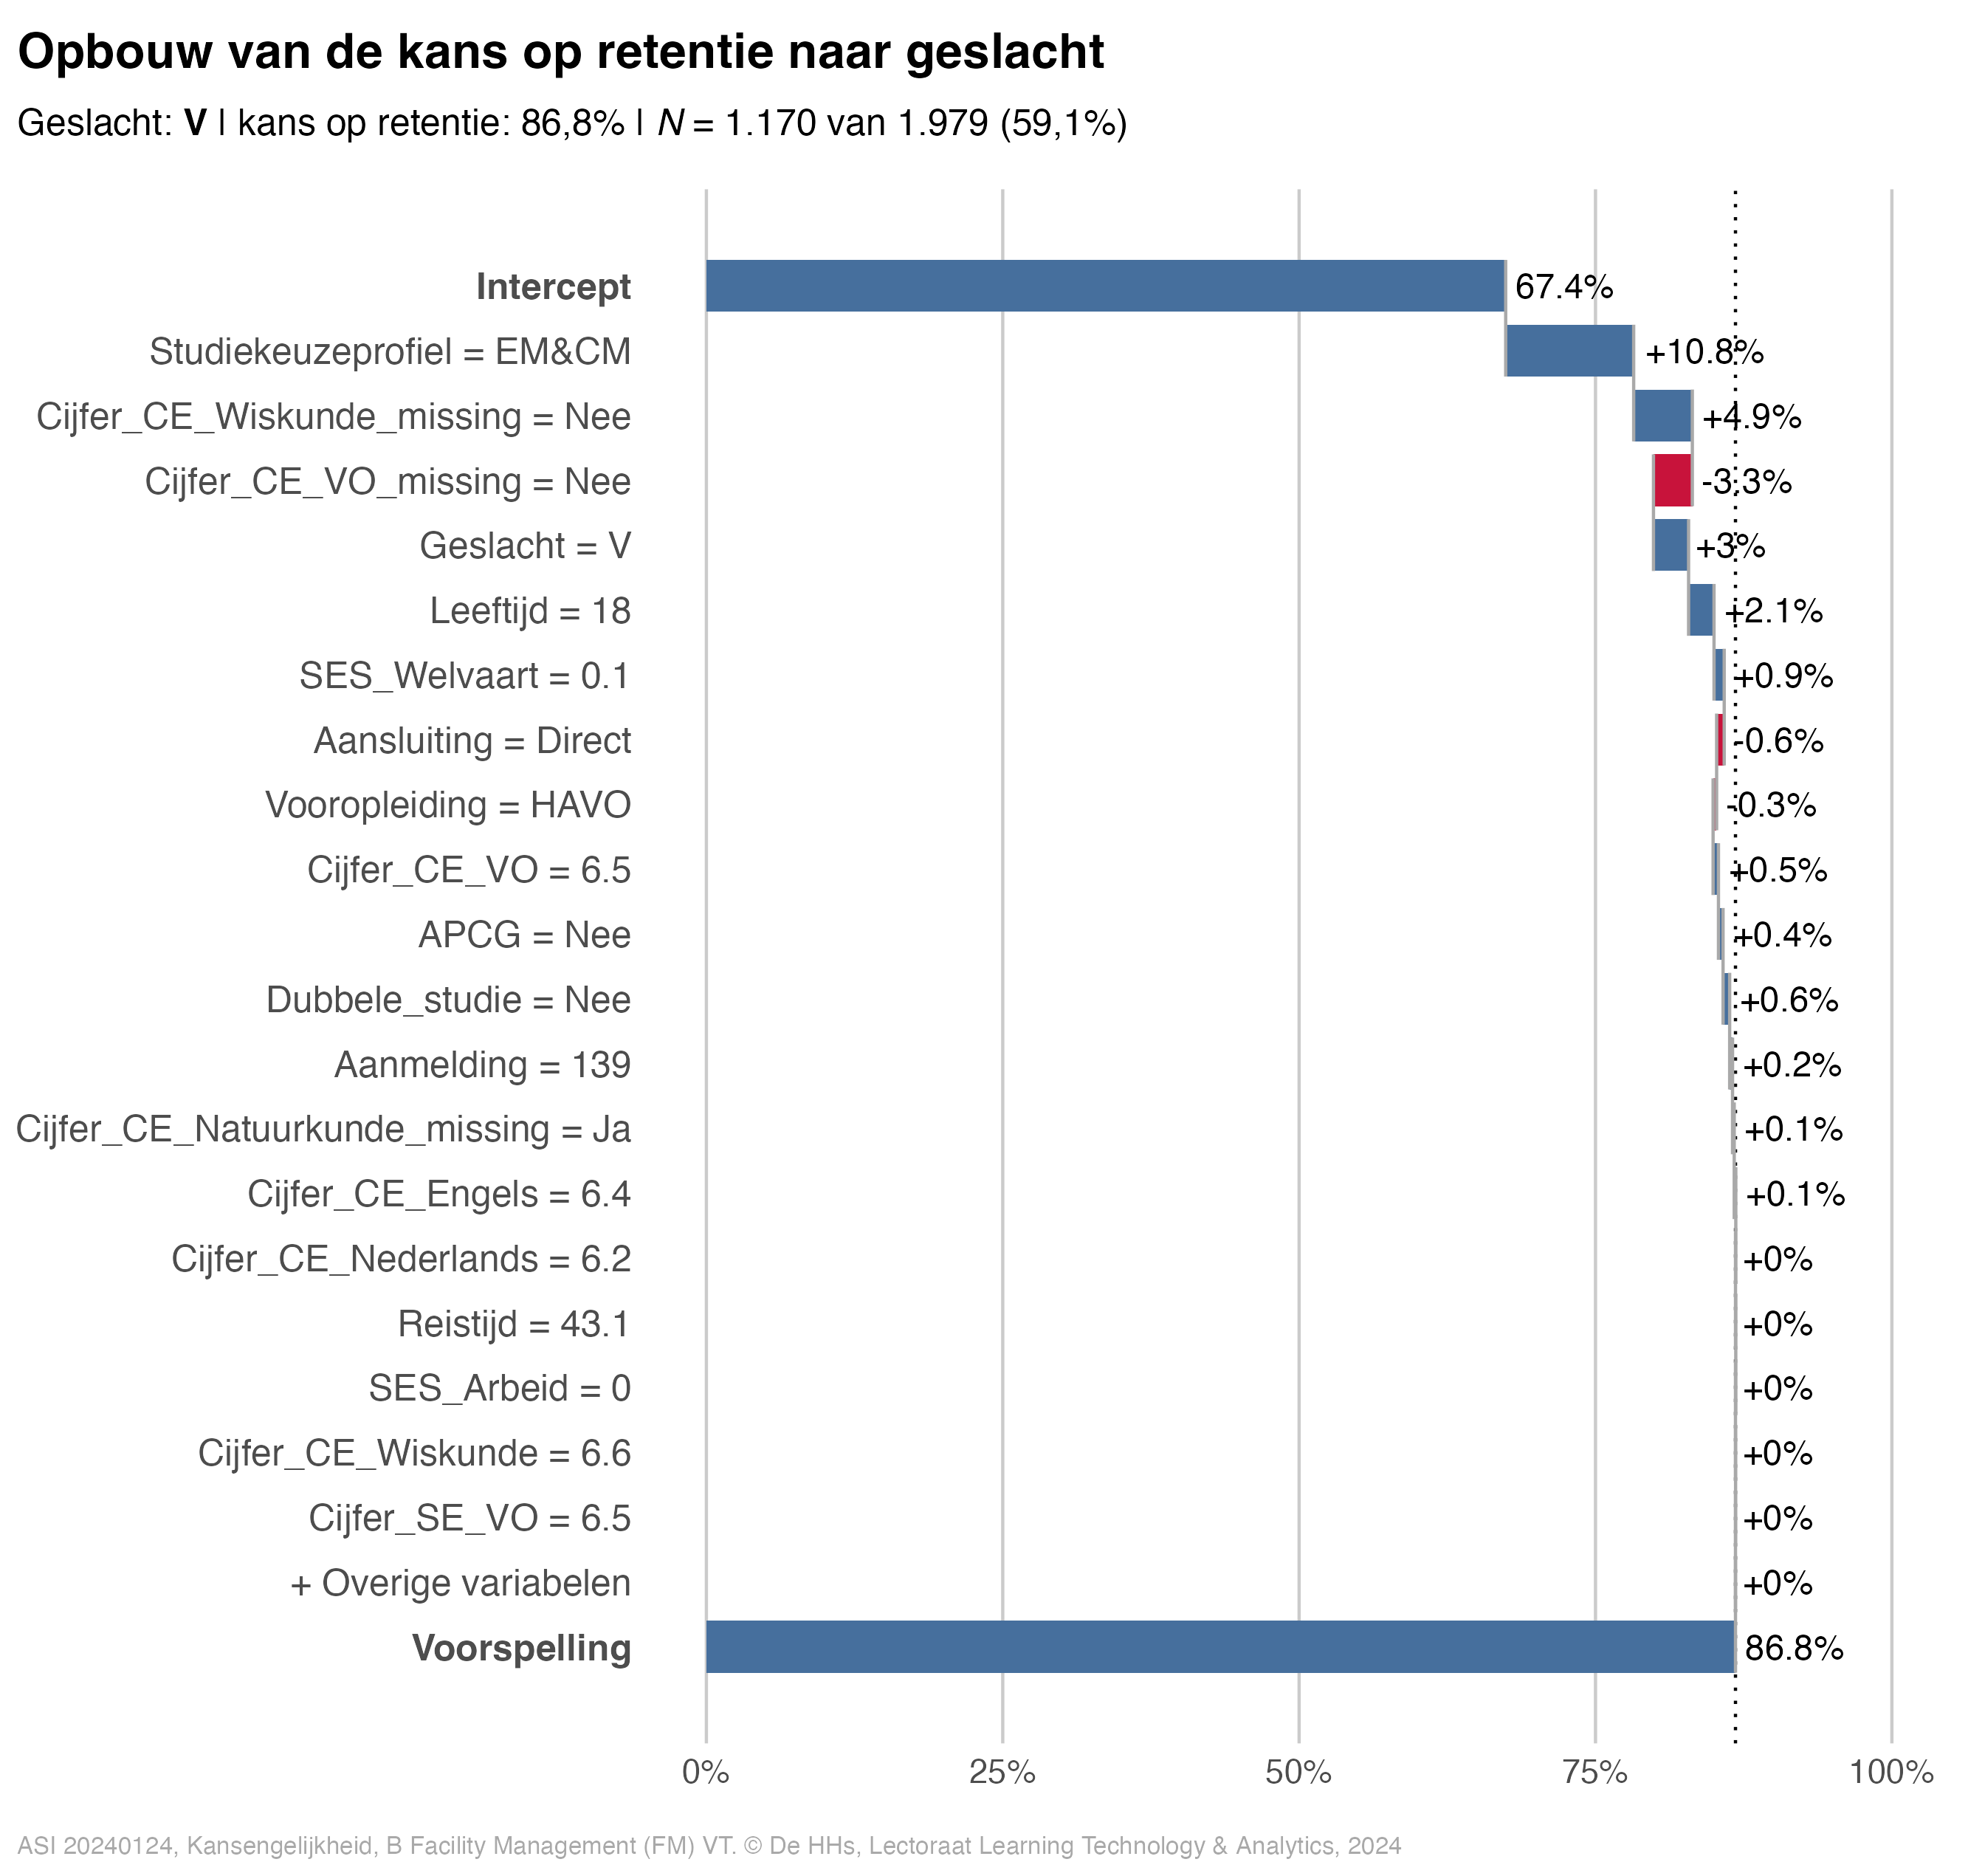 Opbouw van de kans op retentie naar geslacht
Geslacht: V | kans op retentie: 86,8% | N = 1.170 van 1.979 (59,1%)
Intercept 67.4%
Studiekeuzeprofiel = EM&CM +10.8%
Cijfer_CE_Wiskunde_missing = Nee +4.9%
Cijfer_CE_VO_missing = Nee -3.3%
Geslacht = V +3%
Leeftijd = 18 +2.1%
SES_Welvaart = 0.1 +0.9%
Aansluiting = Direct -0.6%
Vooropleiding = HAVO -0.3%
Cijfer_CE_VO = 6.5 +0.5%
APCG = Nee +0.4%
Dubbele_studie = Nee +0.6%
Aanmelding = 139 +0.2%
Cijfer_CE_Natuurkunde_missing = Ja +0.1%
Cijfer_CE_Engels = 6.4 +0.1%
Cijfer_CE_Nederlands = 6.2 +0%
Reistijd = 43.1 +0%
SES_Arbeid = 0 +0%
Cijfer_CE_Wiskunde = 6.6 +0%
Cijfer_SE_VO = 6.5 +0%
+ Overige variabelen +0%
Voorspelling 86.8%
0% 25% 50% 75% 100%
ASI 20240124, Kansengelijkheid, B Facility Management (FM) VT. © De HHs, Lectoraat Learning Technology & Analytics, 2024